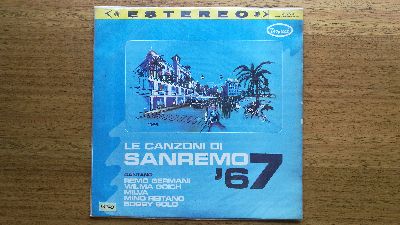 ESTEREO
LE CANZONI DI
SANREMO
'67
CANTANO
REMO GERMANI
WILMA GOICH
MILVA
MINO REITANO
BOBBY SOLO